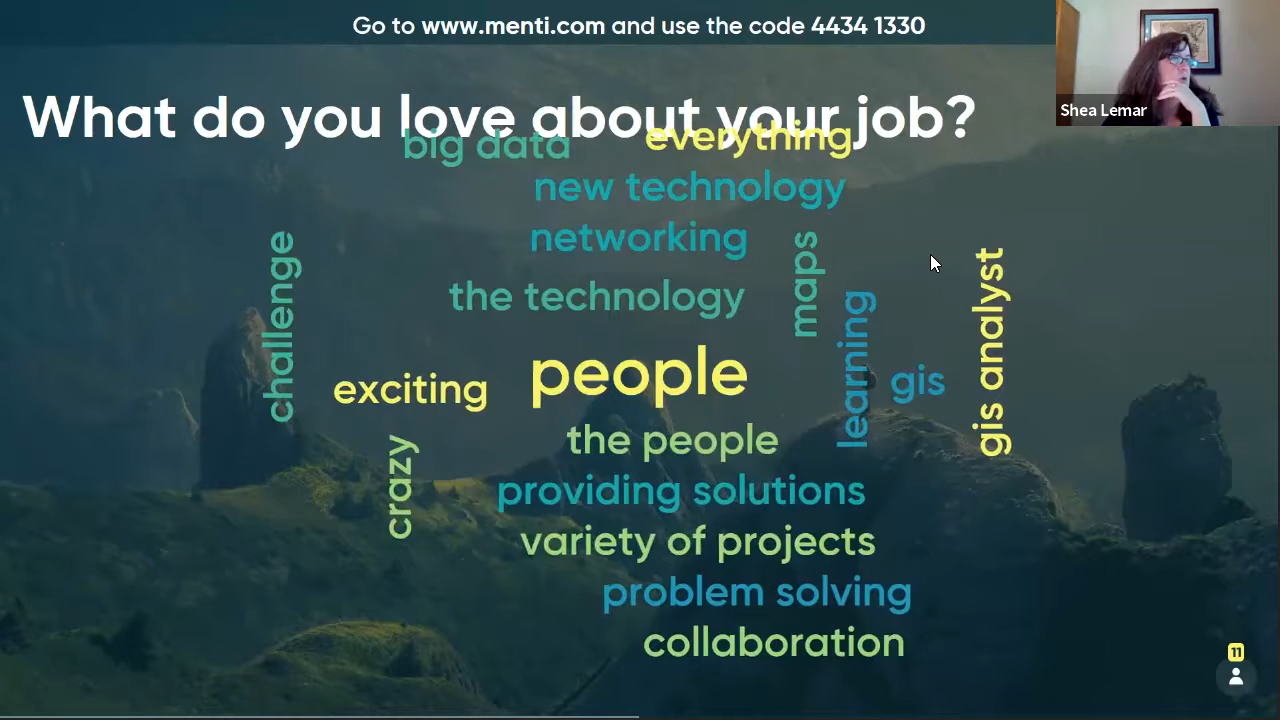 Go to www.menti.com and use the code 4434 1330
Shea Lemar
What do you love about your job?
big data
everything
new technology
networking
challenge
maps
gis analyst
the technology
learning
people
exciting
gis
the people
crazy
providing solutions
variety of projects
problem solving
collaboration
11